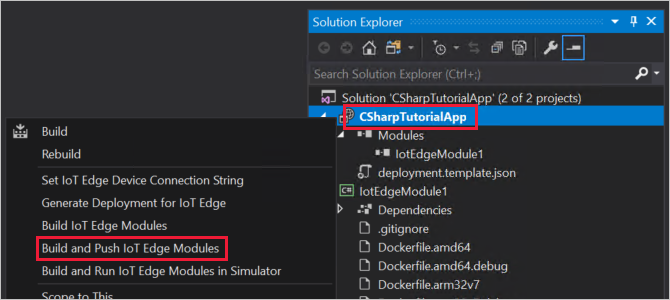 Solution Explorer
Search Solution Explorer (Ctrl+;)
Solution 'CSharpTutorialApp' (2 of 2 projects)
CSharpTutorialApp
Modules
IotEdgeModule1
deployment.template.json
C# IotEdgeModule1
Dependencies
.gitignore
Dockerfile.amd64
Dockerfile.amd64.debug
Dockerfile.arm32v7
Build
Rebuild
Set IoT Edge Device Connection String
Generate Deployment for IoT Edge
Build IoT Edge Modules
Build and Push IoT Edge Modules
Build and Run IoT Edge Modules in Simulator
Scope to This